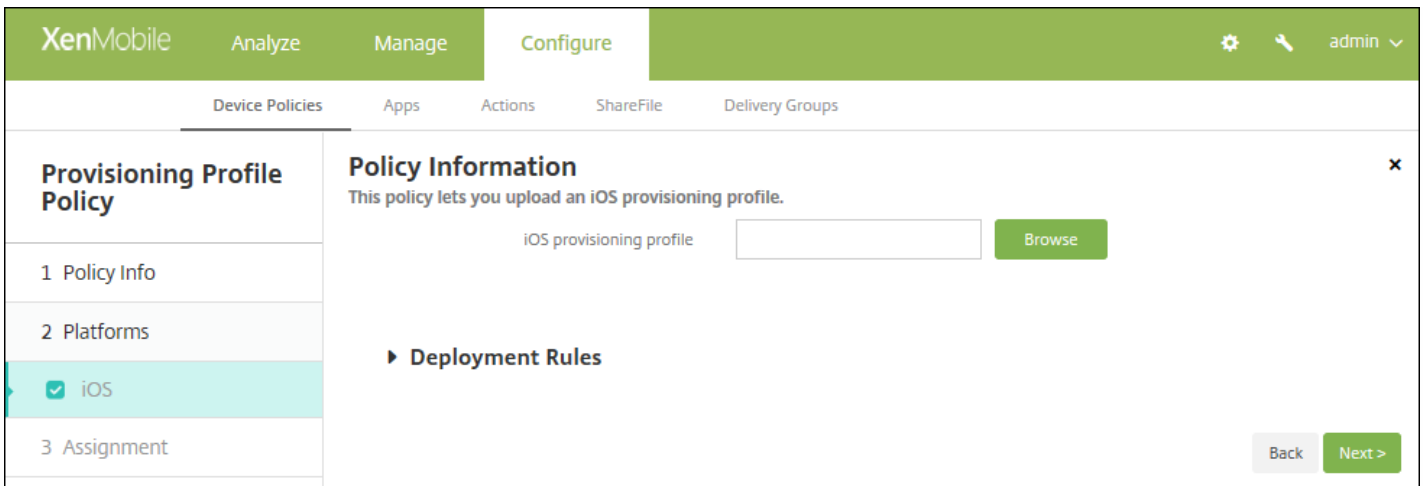 XenMobile Analyze Manage Configure admin
Device Policies Apps Actions ShareFile Delivery Groups
Provisioning Profile
Policy
1 Policy Info
2 Platforms
iOS
3 Assignment
Policy Information
This policy lets you upload an iOS provisioning profile.
iOS provisioning profile Browse
Deployment Rules
Back Next >